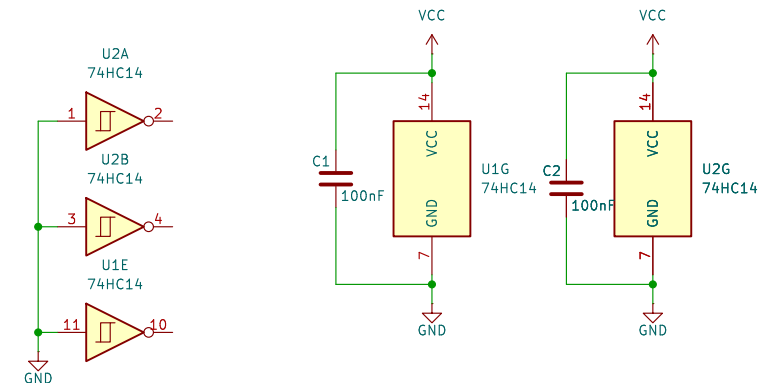 U2A
74HC14
1
2
U2B
74HC14
3
4
U1E
74HC14
11
10
GND
VCC
14
VCC
C1
100nF
U1G
74HC14
GND
7
GND
VCC
14
VCC
C2
100nF
U2G
74HC14
GND
7
GND